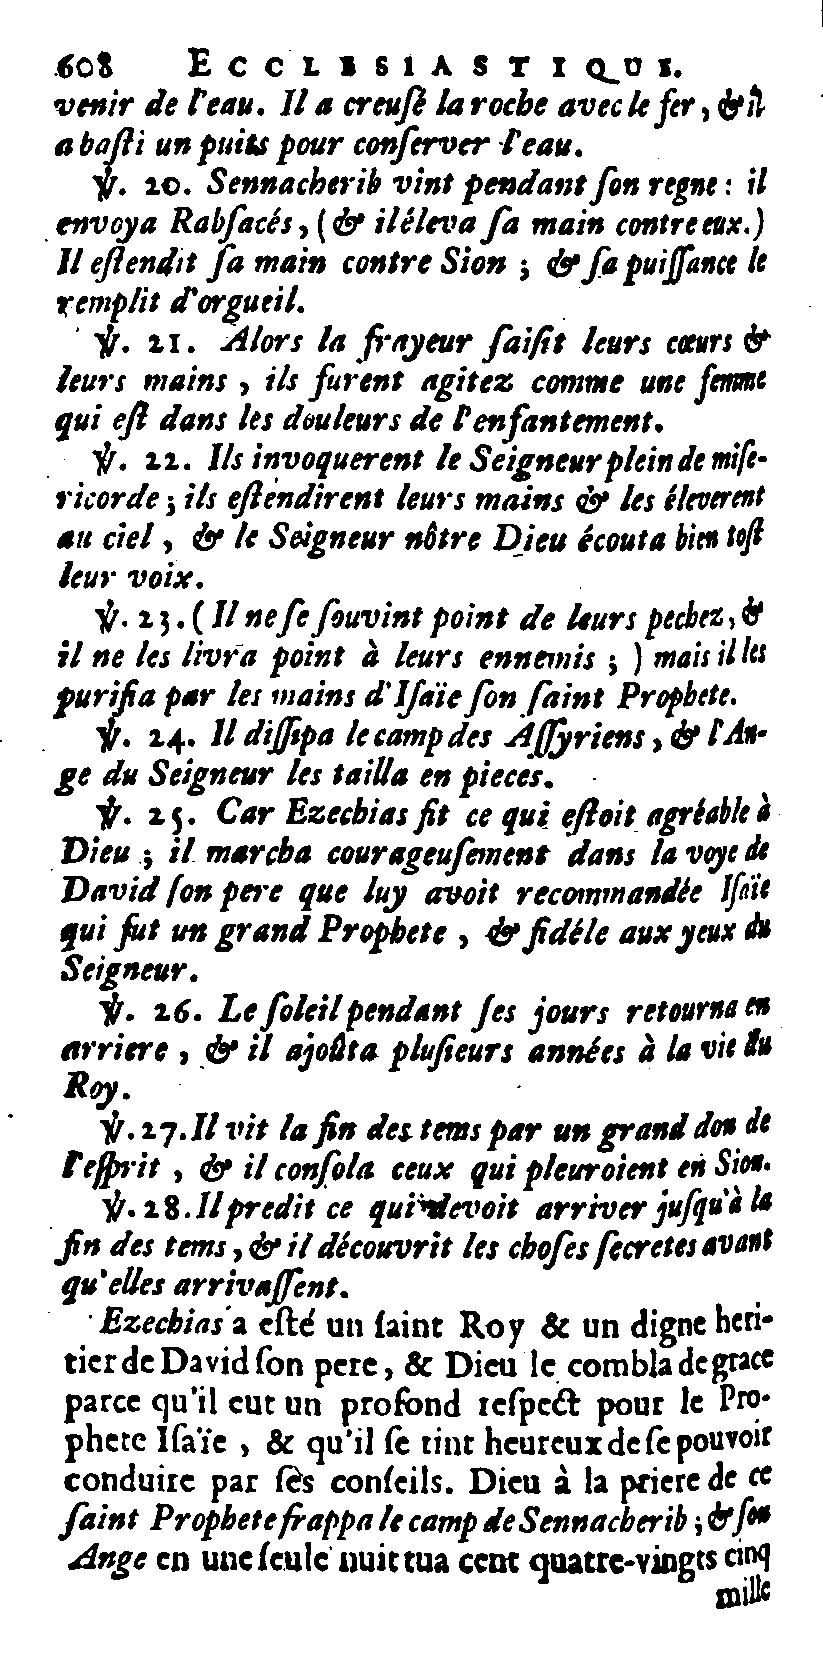 608 ECCLESIASTIQUE.
venir de l'eau. Il a creusé la roche avec le fer, & il
a basti un puits pour conserver l'eau.
℣. 20. Sennacherib vint pendant son regne: il
envoya Rabsacés, (& il éleva sa main contre eux.)
Il estendit sa main contre Sion ; & sa puissance le
remplit d'orgueil.
℣. 21. Alors la frayeur saisit leurs cœurs &
leurs mains, ils furent agitez comme une femme
qui est dans les douleurs de l'enfantement.
℣. 22. Ils invoquerent le Seigneur plein de mise-
ricorde ; ils estendirent leurs mains & les éleverent
au ciel, & le Seigneur nôtre Dieu écouta bien tost
leur voix.
℣. 23. (Il ne se souvint point de leurs pechez, &
il ne les livra point à leurs ennemis ; ) mais il les
purifia par les mains d'Isaïe son saint Prophete.
℣. 24. Il dissipa le camp des Assyriens, & l'An-
ge du Seigneur les tailla en pieces.
℣. 25. Car Ezechias fit ce qui estoit agréable à
Dieu ; il marcha courageusement dans la voye de
David son pere que luy avoit recommandée Isaïe
qui fut un grand Prophete, & fidéle aux yeux du
Seigneur.
℣. 26. Le soleil pendant ses jours retourna en
arriere, & il ajoûta plusieurs années à la vie du
Roy.
℣. 27. Il vit la fin des tems par un grand don de
l'esprit, & il consola ceux qui pleuroient en Sion.
℣. 28. Il predit ce qui devoit arriver jusqu'à la
fin des tems, & il découvrit les choses secretes avant
qu'elles arrivassent.
Ezechias a esté un saint Roy & un digne heri-
tier de David son pere, & Dieu le combla de grace
parce qu'il eut un profond respect pour le Pro-
phete Isaïe, & qu'il se tint heureux de se pouvoir
conduire par ses conseils. Dieu à la priere de ce
saint Prophete frappa le camp de Sennacherib ; & son
Ange en une seule nuit tua cent quatre-vingts cinq
mille